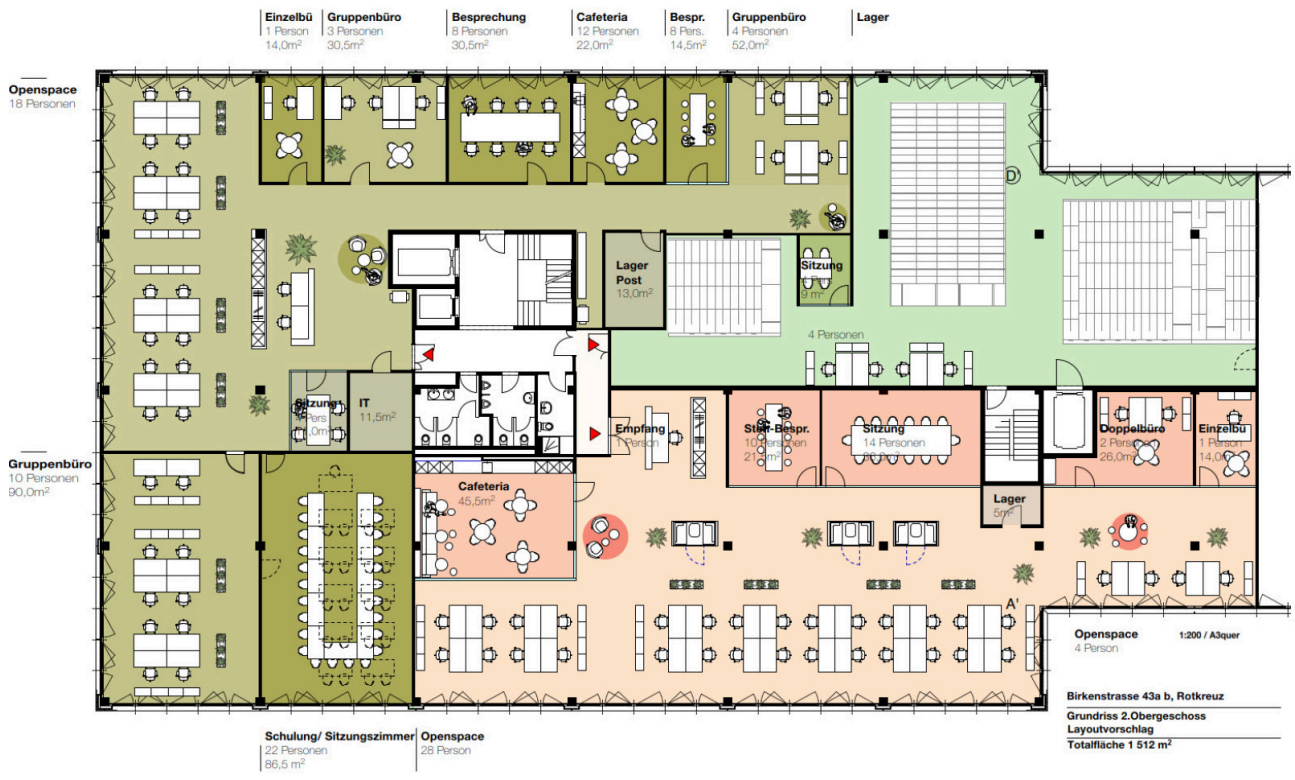 Einzelbü
1 Person
14,0m²
Gruppenbüro
3 Personen
30,5m²
Besprechung
8 Personen
30,5m²
Cafeteria
12 Personen
22,0m²
Bespr.
8 Pers.
14,5m²
Gruppenbüro
4 Personen
52,0m²
Lager
Openspace
18 Personen
D'
Lager
Post
13,0m²
Sitzung
9 m²
4 Personen
Sitzung
Pers
IT
11,5m²
Empfang
1 Person
Steh-Bespr.
10 Personen
Sitzung
14 Personen
Doppelbüro
2 Personen
26,0m²
Einzelbü
1 Person
14,0m²
Gruppenbüro
10 Personen
90,0m²
Cafeteria
45,5m²
Lager
5m²
A'
Openspace
4 Person
1:200 / A3quer
Birkenstrasse 43a b, Rotkreuz
Grundriss 2.Obergeschoss
Layoutvorschlag
Totalfläche 1 512 m²
Schulung/ Sitzungszimmer
22 Personen
86,5 m²
Openspace
28 Person